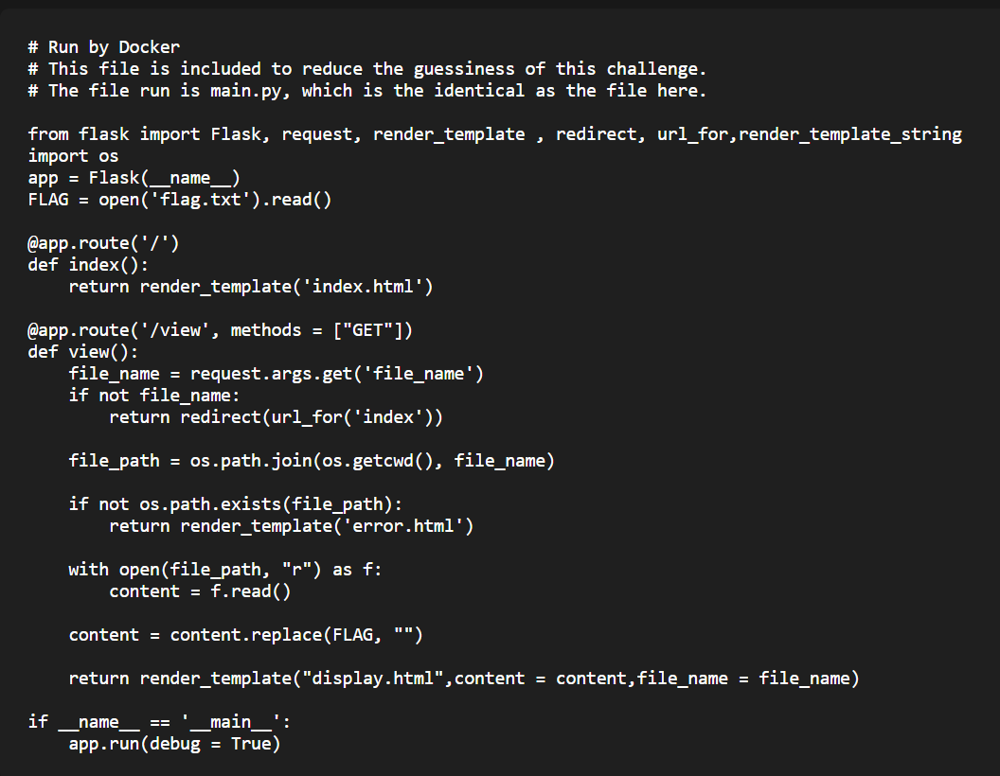 # Run by Docker
# This file is included to reduce the guessiness of this challenge.
# The file run is main.py, which is the identical as the file here.

from flask import Flask, request, render_template , redirect, url_for,render_template_string
import os
app = Flask(__name__)
FLAG = open('flag.txt').read()

@app.route('/')
def index():
    return render_template('index.html')

@app.route('/view', methods = ["GET"])
def view():
    file_name = request.args.get('file_name')
    if not file_name:
        return redirect(url_for('index'))

    file_path = os.path.join(os.getcwd(), file_name)

    if not os.path.exists(file_path):
        return render_template('error.html')

    with open(file_path, "r") as f:
        content = f.read()

    content = content.replace(FLAG, "")

    return render_template("display.html",content = content,file_name = file_name)

if __name__ == '__main__':
    app.run(debug = True)